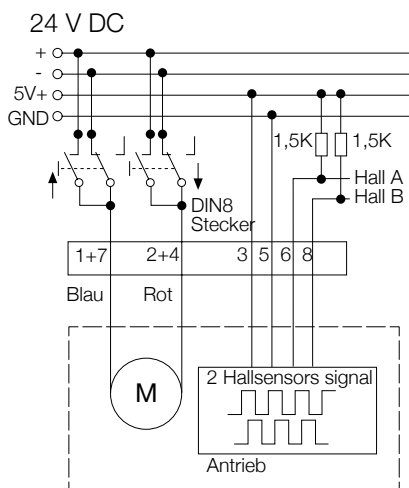 24 V DC
+
-
5V+
GND
1,5K 1,5K
Hall A
Hall B
DIN8
Stecker
1+7 2+4 3 5 6 8
Blau Rot
M
2 Hallsensors signal
Antrieb